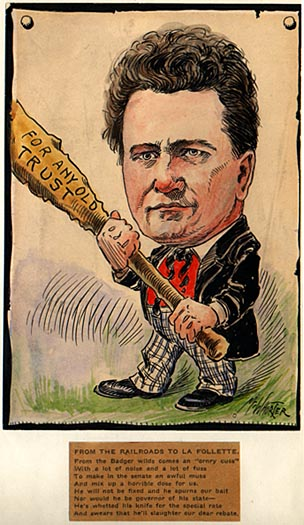 FOR ANY OLD
TRUST
McWHORTER
FROM THE RAILROADS TO LA FOLLETTE.
From the Badger wilds comes an "ornry cuss"
With a lot of noise and a lot of fuss
To make in the senate an awful muss
And mix up a horrible dose for us.
He will not be fixed and he spurns our bait
Nor would he be governor of his state—
He's whetted his knife for the special rate
And swears that he'll slaughter our dear rebate.